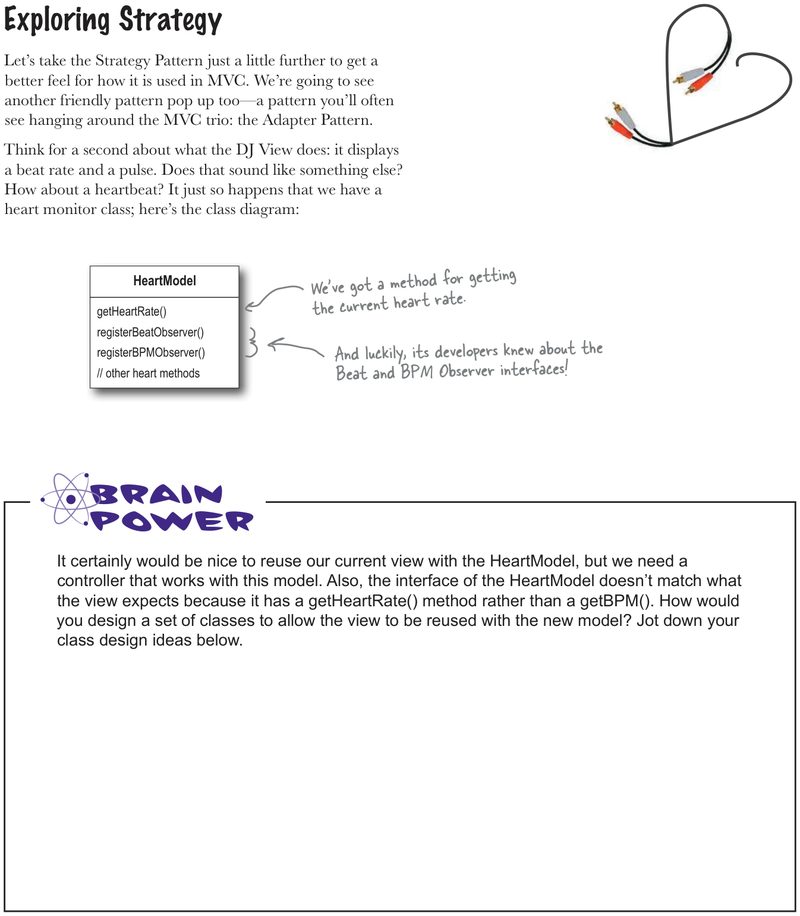 Exploring Strategy
Let’s take the Strategy Pattern just a little further to get a
better feel for how it is used in MVC. We’re going to see
another friendly pattern pop up too—a pattern you’ll often
see hanging around the MVC trio: the Adapter Pattern.
Think for a second about what the DJ View does: it displays
a beat rate and a pulse. Does that sound like something else?
How about a heartbeat? It just so happens that we have a
heart monitor class; here’s the class diagram:
HeartModel
getHeartRate()
registerBeatObserver()
registerBPMObserver()
// other heart methods
We’ve got a method for getting
the current heart rate.
And luckily, its developers knew about the
Beat and BPM Observer interfaces!
BRAIN
POWER
It certainly would be nice to reuse our current view with the HeartModel, but we need a
controller that works with this model. Also, the interface of the HeartModel doesn’t match what
the view expects because it has a getHeartRate() method rather than a getBPM(). How would
you design a set of classes to allow the view to be reused with the new model? Jot down your
class design ideas below.